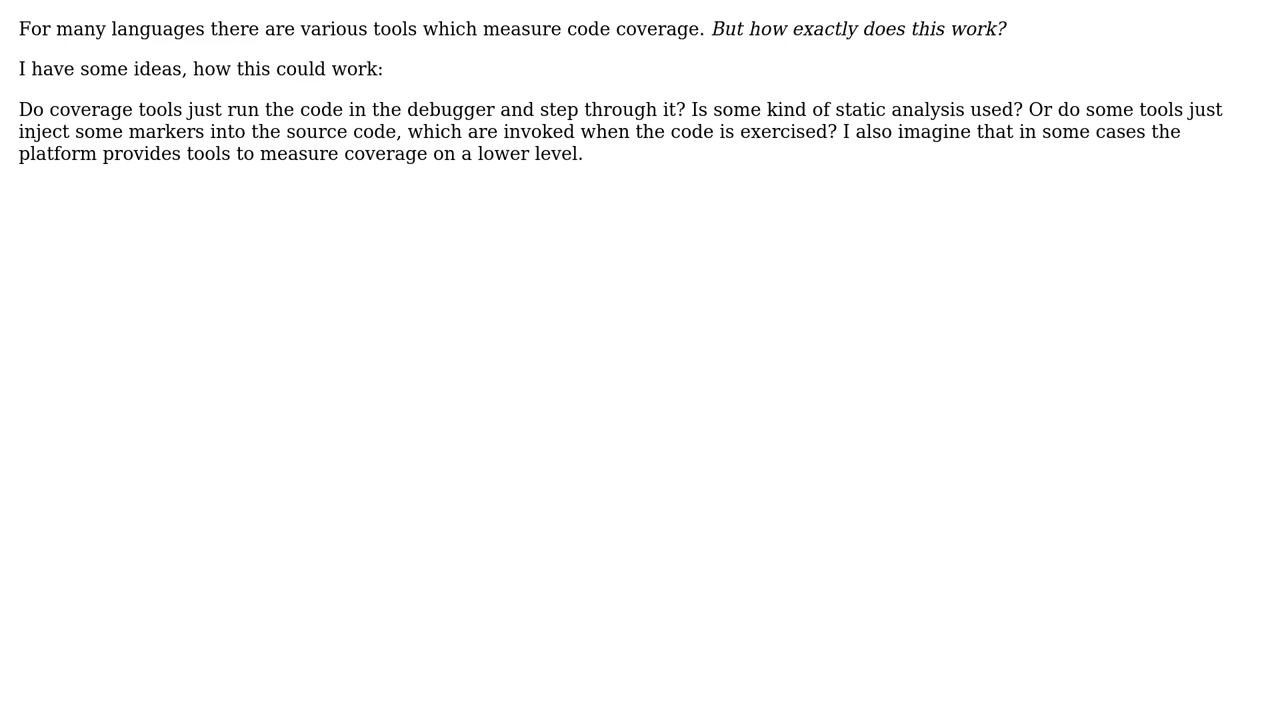 For many languages there are various tools which measure code coverage. But how exactly does this work?
I have some ideas, how this could work:
Do coverage tools just run the code in the debugger and step through it? Is some kind of static analysis used? Or do some tools just
inject some markers into the source code, which are invoked when the code is exercised? I also imagine that in some cases the
platform provides tools to measure coverage on a lower level.